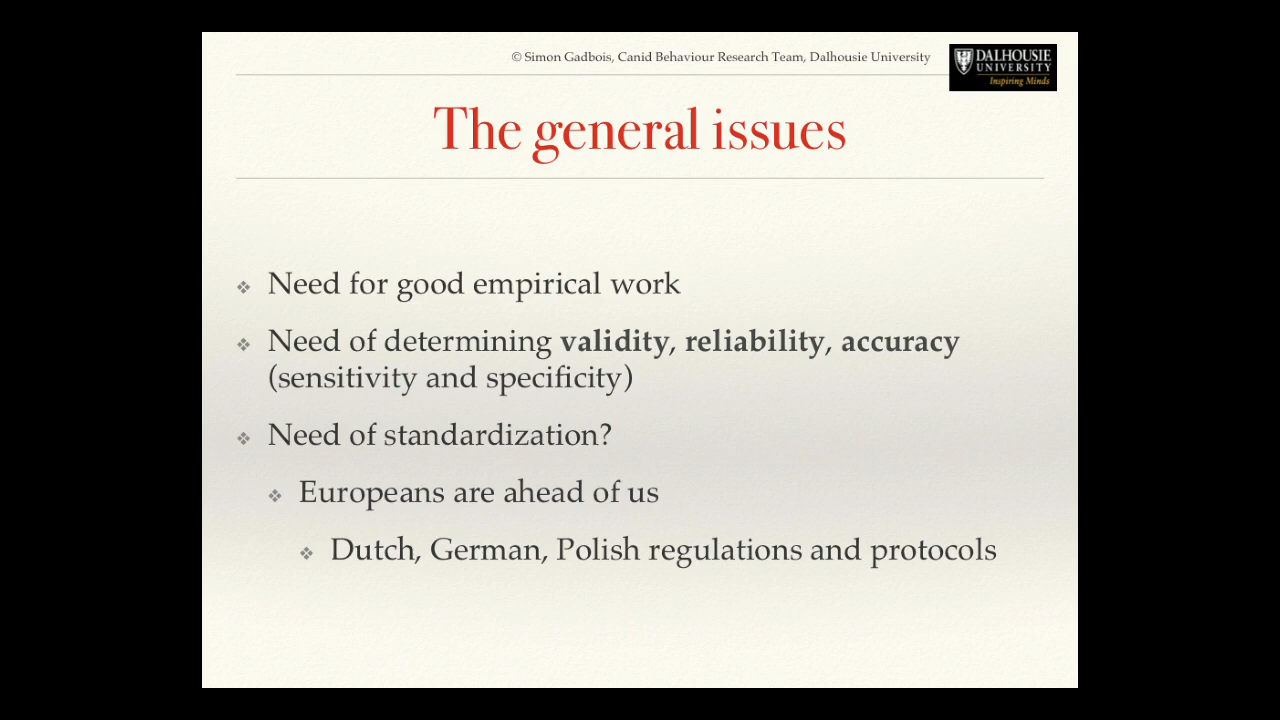 © Simon Gadbois, Canid Behaviour Research Team, Dalhousie University
DALHOUSIE
UNIVERSITY
Inspiring Minds
The general issues
❖ Need for good empirical work
❖ Need of determining validity, reliability, accuracy
(sensitivity and specificity)
❖ Need of standardization?
❖ Europeans are ahead of us
❖ Dutch, German, Polish regulations and protocols